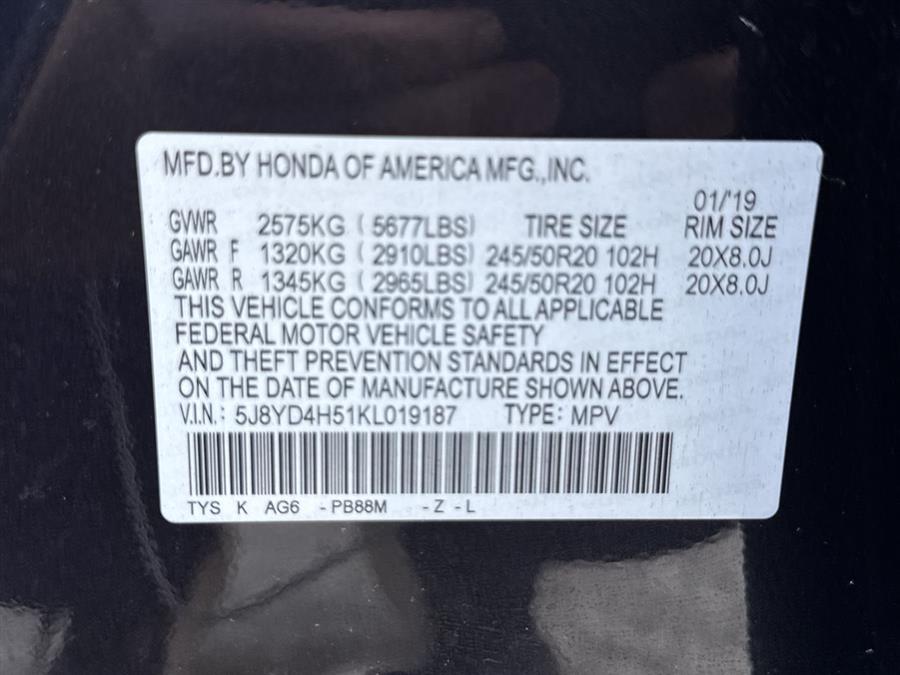 MFD.BY HONDA OF AMERICA MFG.,INC.
01/'19
GVWR 2575KG ( 5677LBS) TIRE SIZE RIM SIZE
GAWR F 1320KG ( 2910LBS) 245/50R20 102H 20X8.0J
GAWR R 1345KG ( 2965LBS) 245/50R20 102H 20X8.0J
THIS VEHICLE CONFORMS TO ALL APPLICABLE
FEDERAL MOTOR VEHICLE SAFETY
AND THEFT PREVENTION STANDARDS IN EFFECT
ON THE DATE OF MANUFACTURE SHOWN ABOVE.
V.I.N.: 5J8YD4H51KL019187 TYPE: MPV
TYS K AG6 -PB88M -Z -L